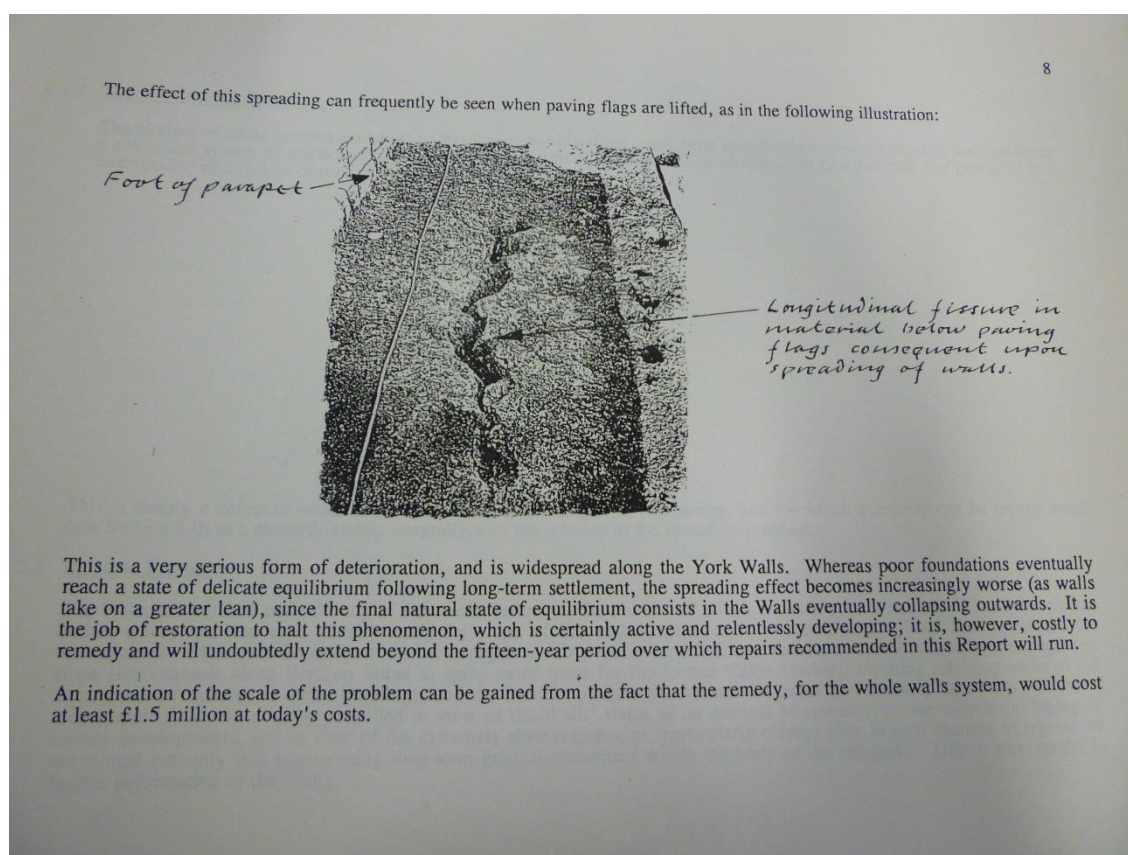 8
The effect of this spreading can frequently be seen when paving flags are lifted, as in the following illustration:
Foot of parapet
Longitudinal fissure in
material below paving
flags consequent upon
spreading of walls.
This is a very serious form of deterioration, and is widespread along the York Walls. Whereas poor foundations eventually
reach a state of delicate equilibrium following long-term settlement, the spreading effect becomes increasingly worse (as walls
take on a greater lean), since the final natural state of equilibrium consists in the Walls eventually collapsing outwards. It is
the job of restoration to halt this phenomenon, which is certainly active and relentlessly developing; it is, however, costly to
remedy and will undoubtedly extend beyond the fifteen-year period over which repairs recommended in this Report will run.
An indication of the scale of the problem can be gained from the fact that the remedy, for the whole walls system, would cost
at least £1.5 million at today's costs.